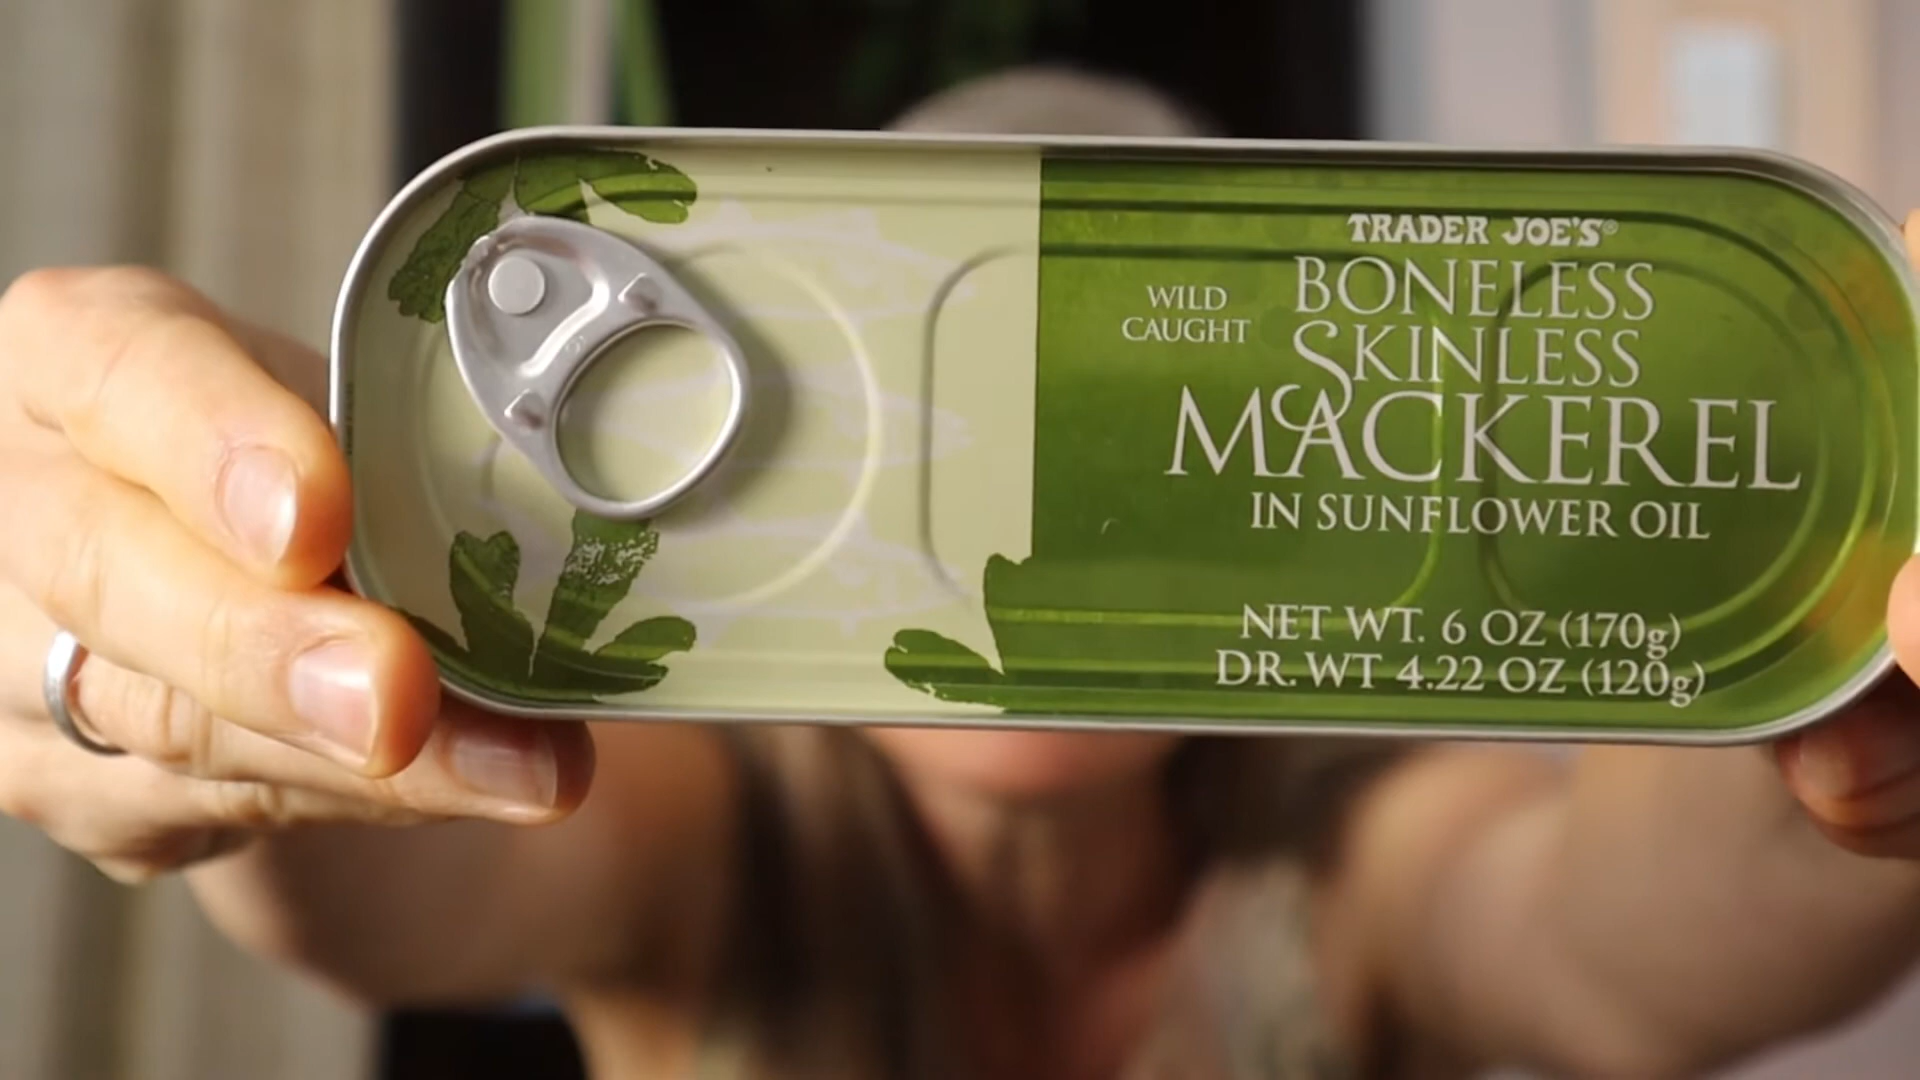 TRADER JOE'S®
WILD CAUGHT
BONELESS
SKINLESS
MACKEREL
IN SUNFLOWER OIL
NET WT. 6 OZ (170g)
DR. WT 4.22 OZ (120g)